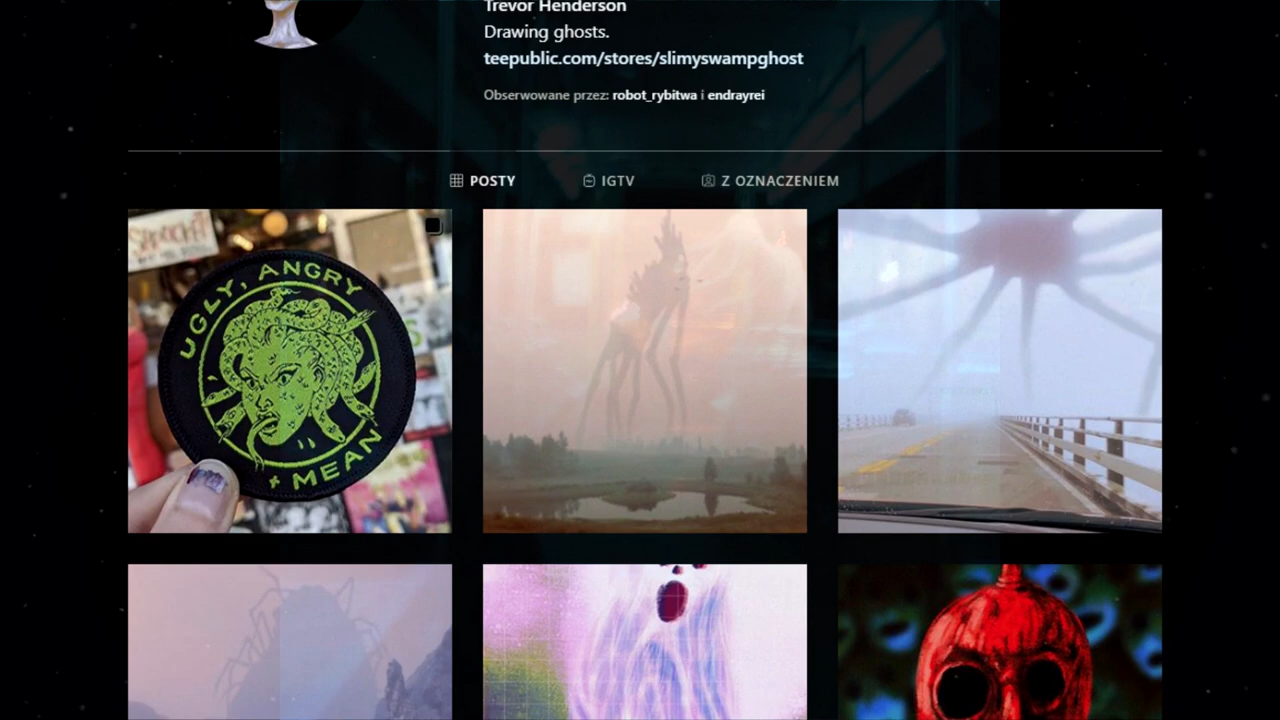 Trevor Henderson
Drawing ghosts.
teepublic.com/stores/slimyswampghost
Obserwowane przez: robot_rybitwa i endrayrei
POSTY
IGTV
Z OZNACZENIEM
UGLY, ANGRY
+ MEAN